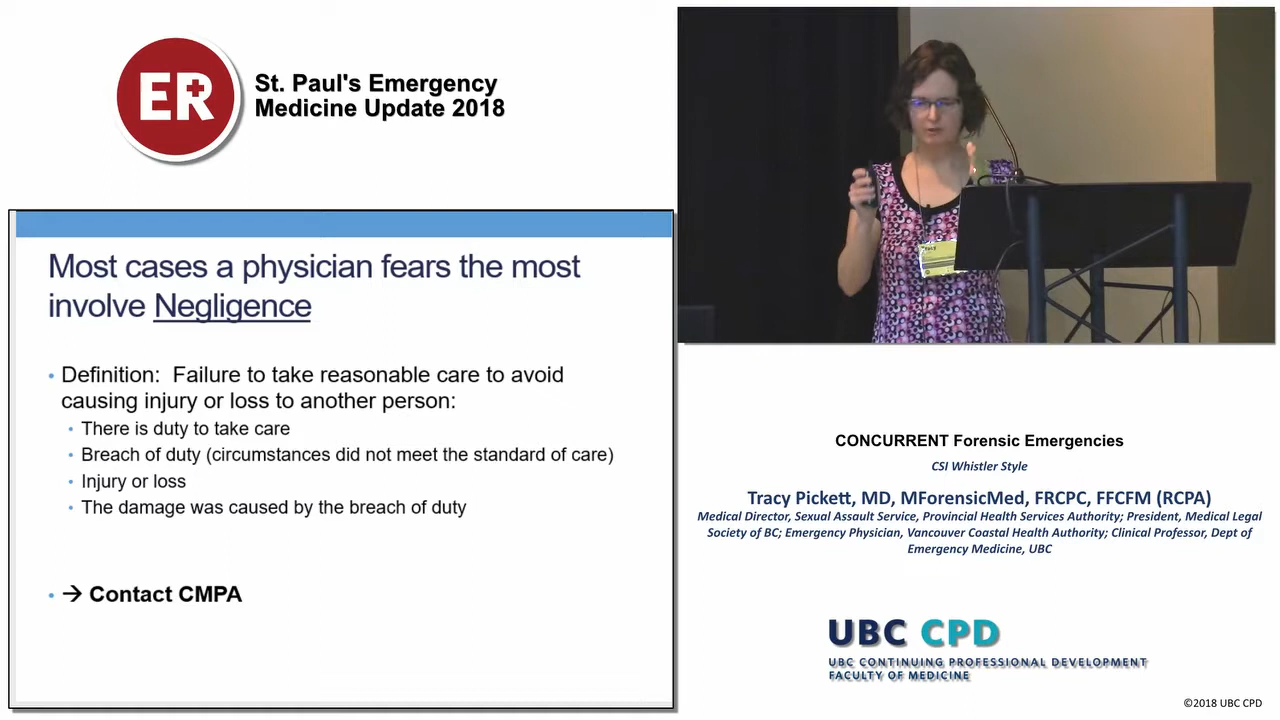 ER
St. Paul's Emergency
Medicine Update 2018
Most cases a physician fears the most
involve Negligence
• Definition: Failure to take reasonable care to avoid
causing injury or loss to another person:
• There is duty to take care
• Breach of duty (circumstances did not meet the standard of care)
• Injury or loss
• The damage was caused by the breach of duty
• → Contact CMPA
CONCURRENT Forensic Emergencies
CSI Whistler Style
Tracy Pickett, MD, MForensicMed, FRCPC, FFCFM (RCPA)
Medical Director, Sexual Assault Service, Provincial Health Services Authority; President, Medical Legal
Society of BC; Emergency Physician, Vancouver Coastal Health Authority; Clinical Professor, Dept of
Emergency Medicine, UBC
UBC CPD
UBC CONTINUING PROFESSIONAL DEVELOPMENT
FACULTY OF MEDICINE
©2018 UBC CPD